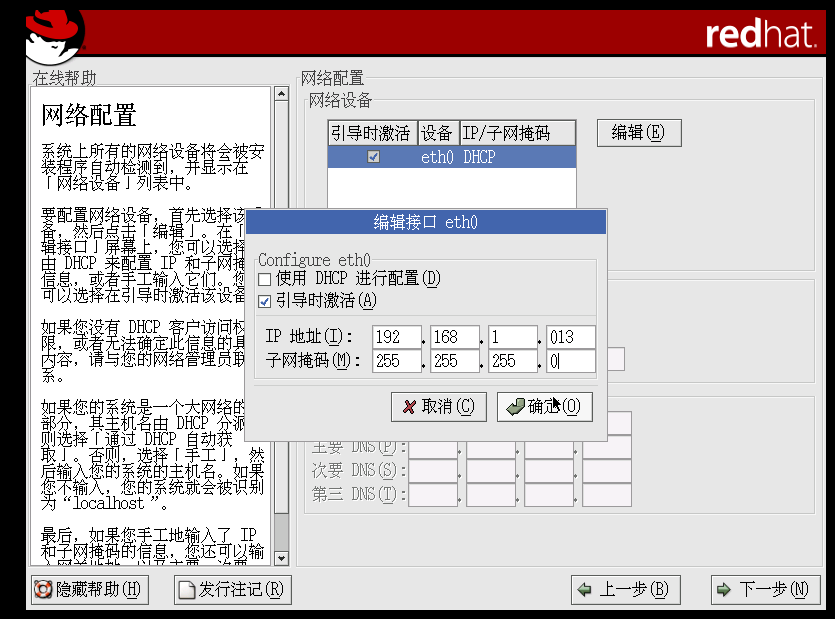 redhat.
在线帮助
网络配置
系统上所有的网络设备将会被安
装程序自动检测到，并显示在
「网络设备」列表中。
要配置网络设备，首先选择该
备，然后点击「编辑」。在「
辑接口」屏幕上，您可以选择
由 DHCP 来配置 IP 和子网掩
信息，或者手工输入它们。您
可以选择在引导时激活该设备
如果您没有 DHCP 客户访问权
限，或者无法确定此信息的具
内容，请与您的网络管理员联
系。
如果您的系统是一个大网络的
部分，其主机名由 DHCP 分派
则选择「通过 DHCP 自动获
取」。否则，选择「手工」，然
后输入您的系统的主机名。如果
您不输入，您的系统就会被识别
为“localhost”。
最后，如果您手工地输入了 IP
和子网掩码的信息，您还可以输
网络配置
网络设备
引导时激活 设备 IP/子网掩码
eth0 DHCP
编辑(E)
编辑接口 eth0
Configure eth0
使用 DHCP 进行配置(D)
引导时激活(A)
IP 地址(I): 192 . 168 . 1 . 013
子网掩码(M): 255 . 255 . 255 . 0
取消(C)
确定(O)
主要 DNS(P):
次要 DNS(S):
第三 DNS(T):
隐藏帮助(H)
发行注记(R)
上一步(B)
下一步(N)